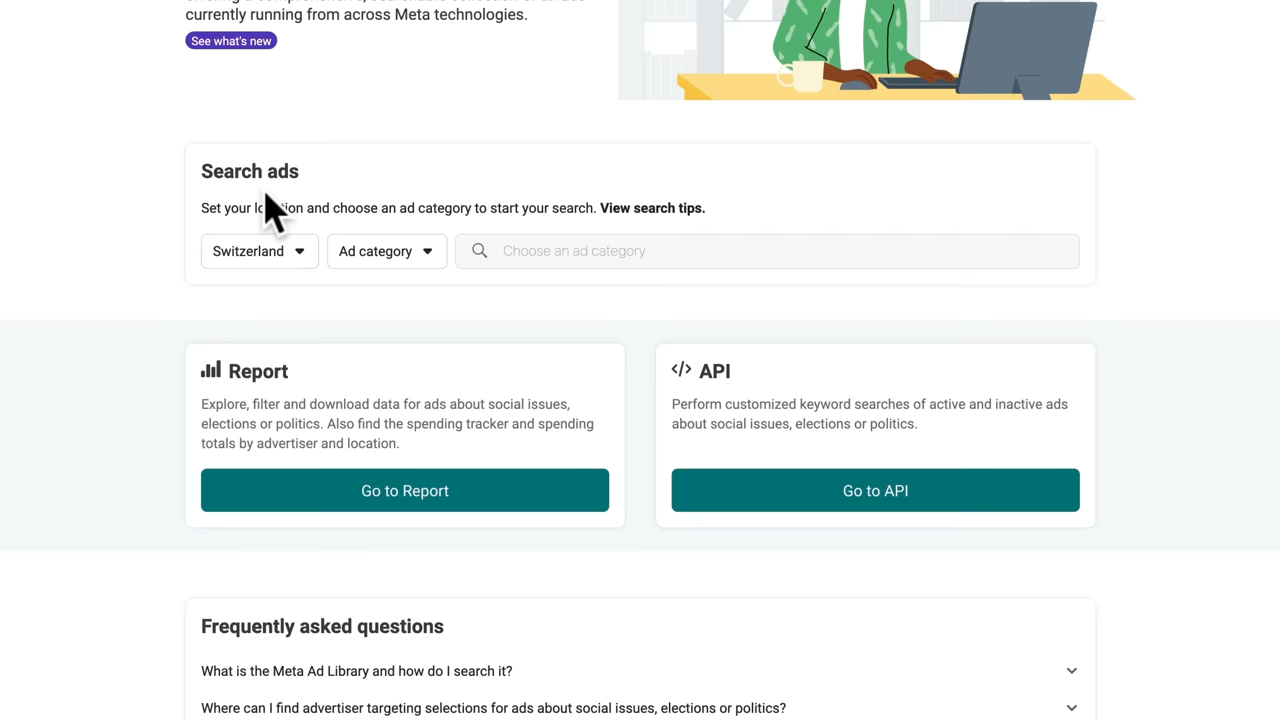 currently running from across Meta technologies.
See what's new
Search ads
Set your and choose an ad category to start your search. View search tips.
Switzerland
Ad category
Choose an ad category
Report
Explore, filter and download data for ads about social issues,
elections or politics. Also find the spending tracker and spending
totals by advertiser and location.
Go to Report
</> API
Perform customized keyword searches of active and inactive ads
about social issues, elections or politics.
Go to API
Frequently asked questions
What is the Meta Ad Library and how do I search it?
Where can I find advertiser targeting selections for ads about social issues, elections or politics?